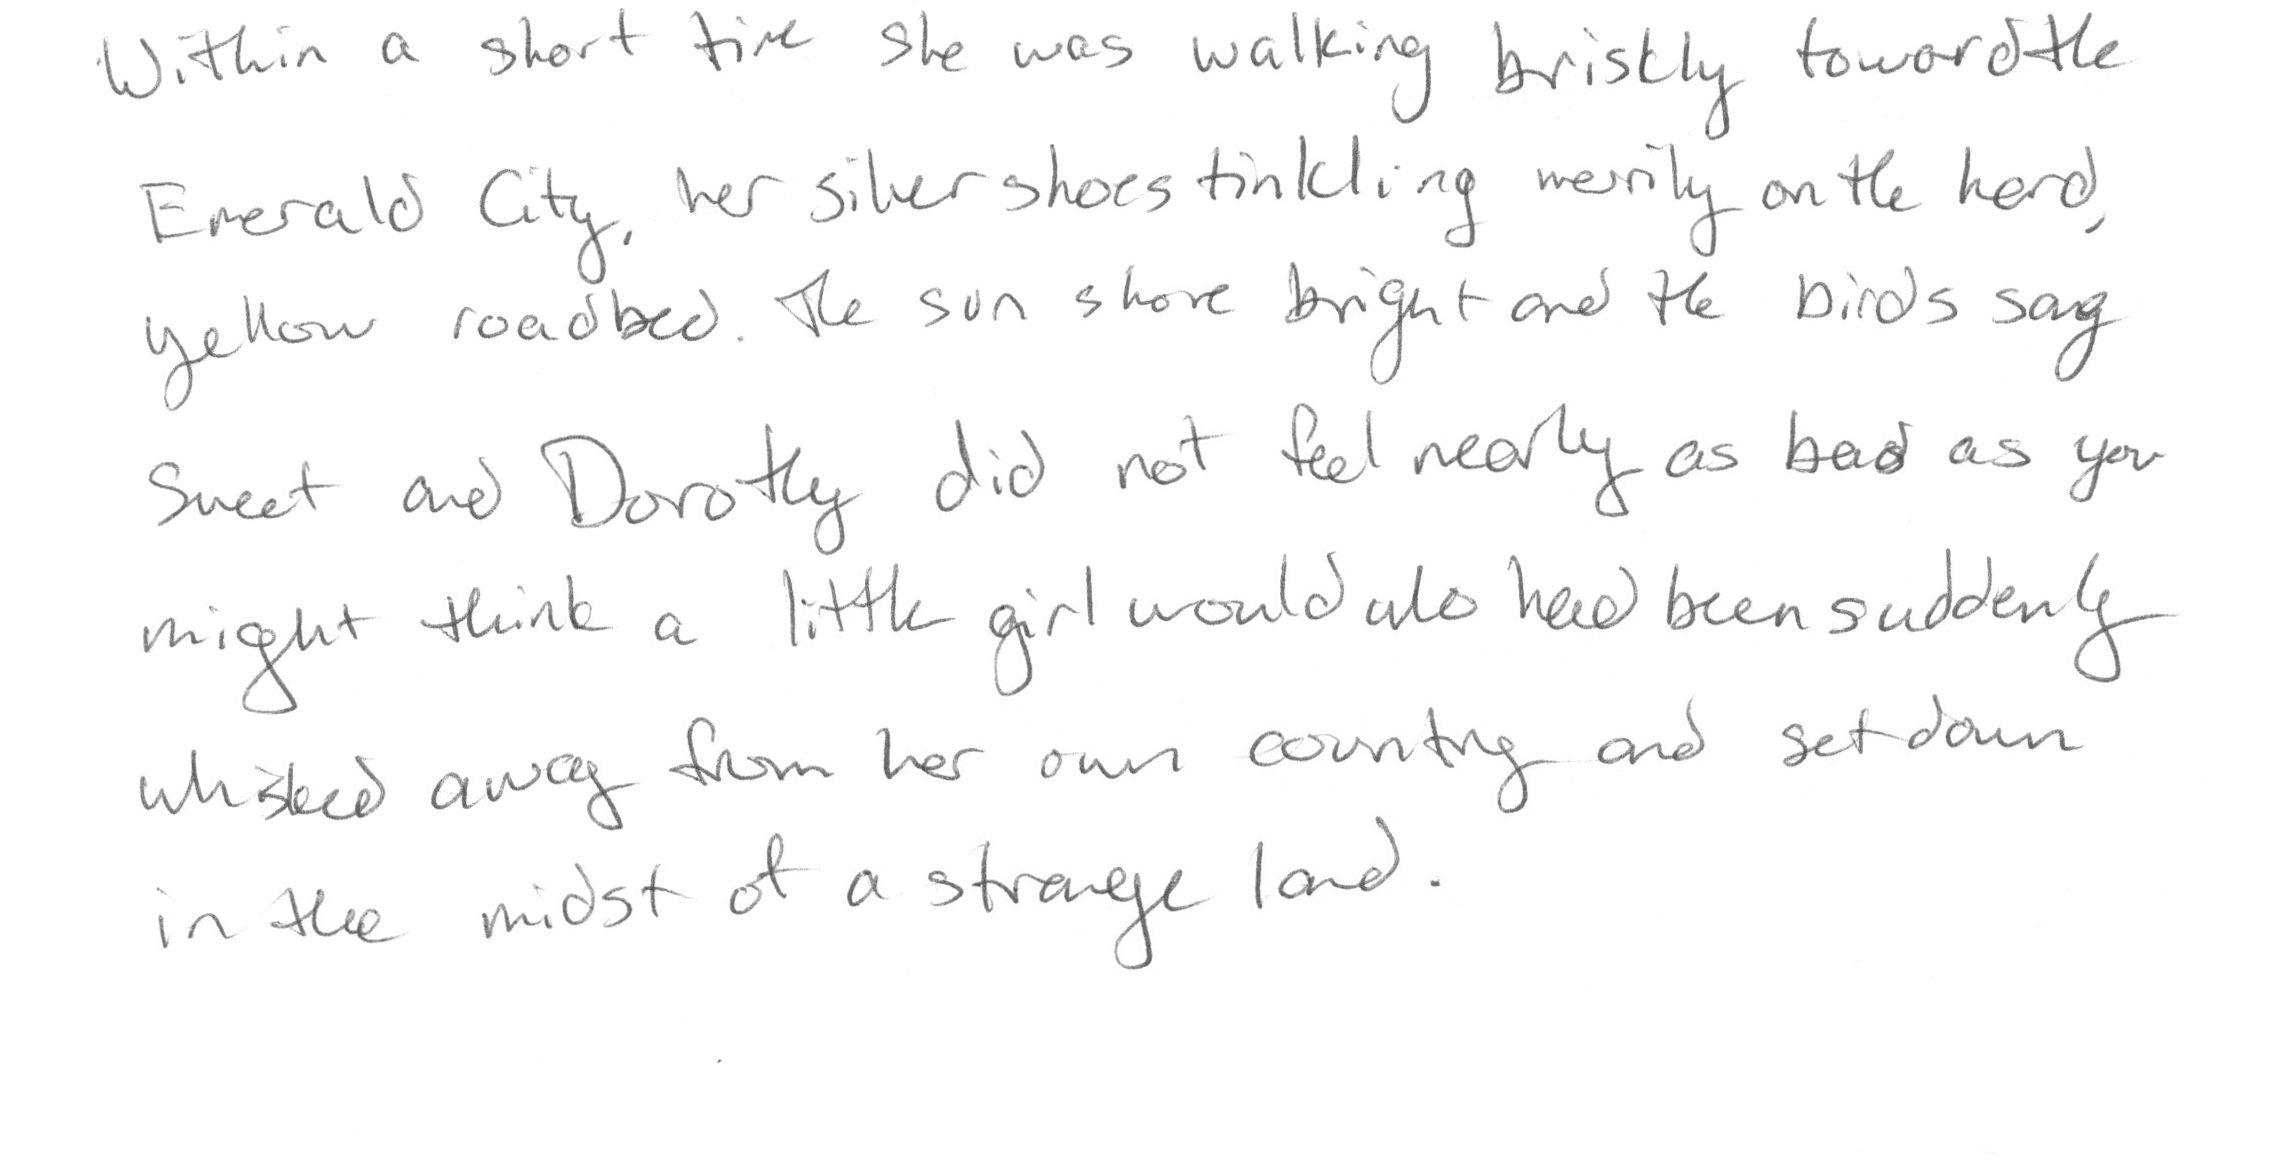 Within a short time she was walking briskly toward the
Emerald City, her silver shoes tinkling merrily on the hard,
yellow roadbed. The sun shone bright and the birds sang
sweet and Dorothy did not feel nearly as bad as you
might think a little girl would who had been suddenly
whisked away from her own country and set down
in the midst of a strange land.